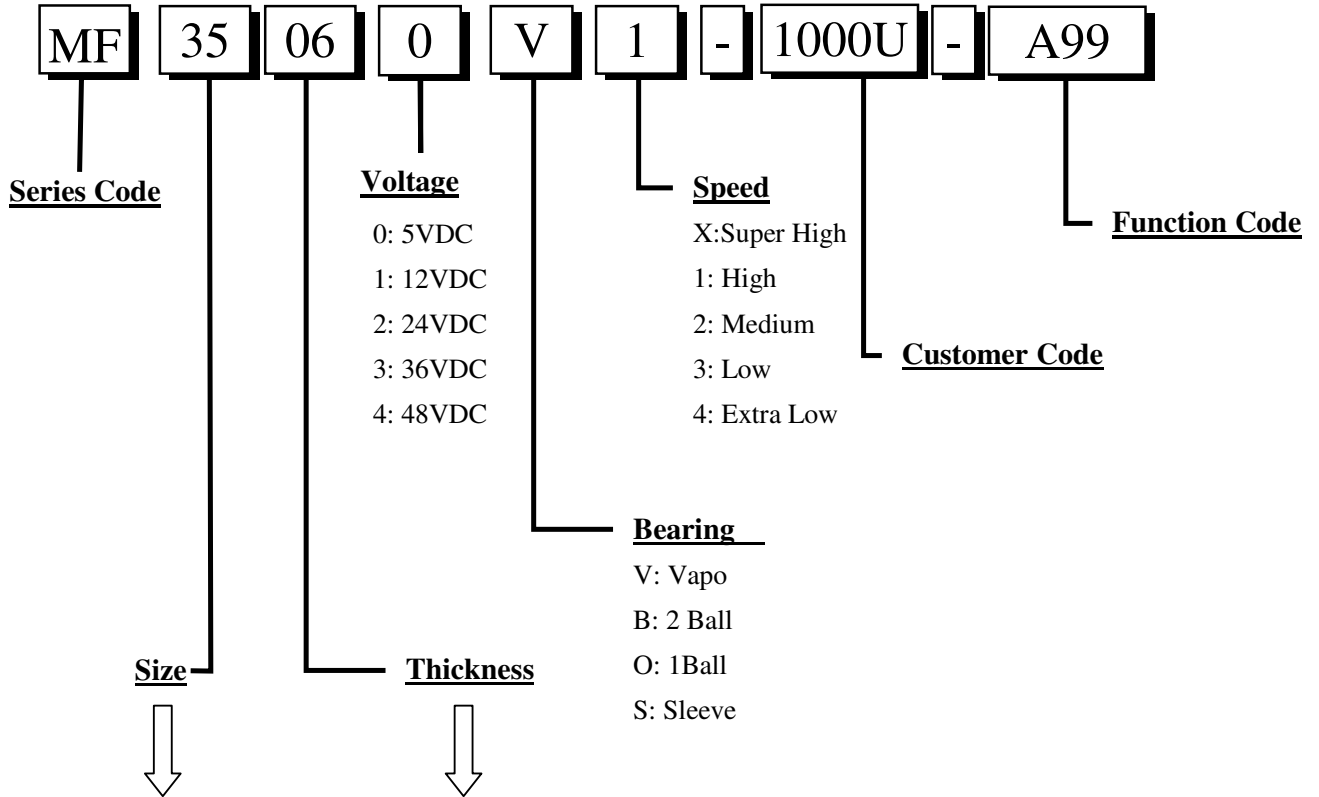 MF 35 06 0 V 1 - 1000U - A99
Series Code
Voltage
0: 5VDC
1: 12VDC
2: 24VDC
3: 36VDC
4: 48VDC
Speed
X:Super High
1: High
2: Medium
3: Low
4: Extra Low
Function Code
Customer Code
Bearing
V: Vapo
B: 2 Ball
O: 1Ball
S: Sleeve
Size
Thickness